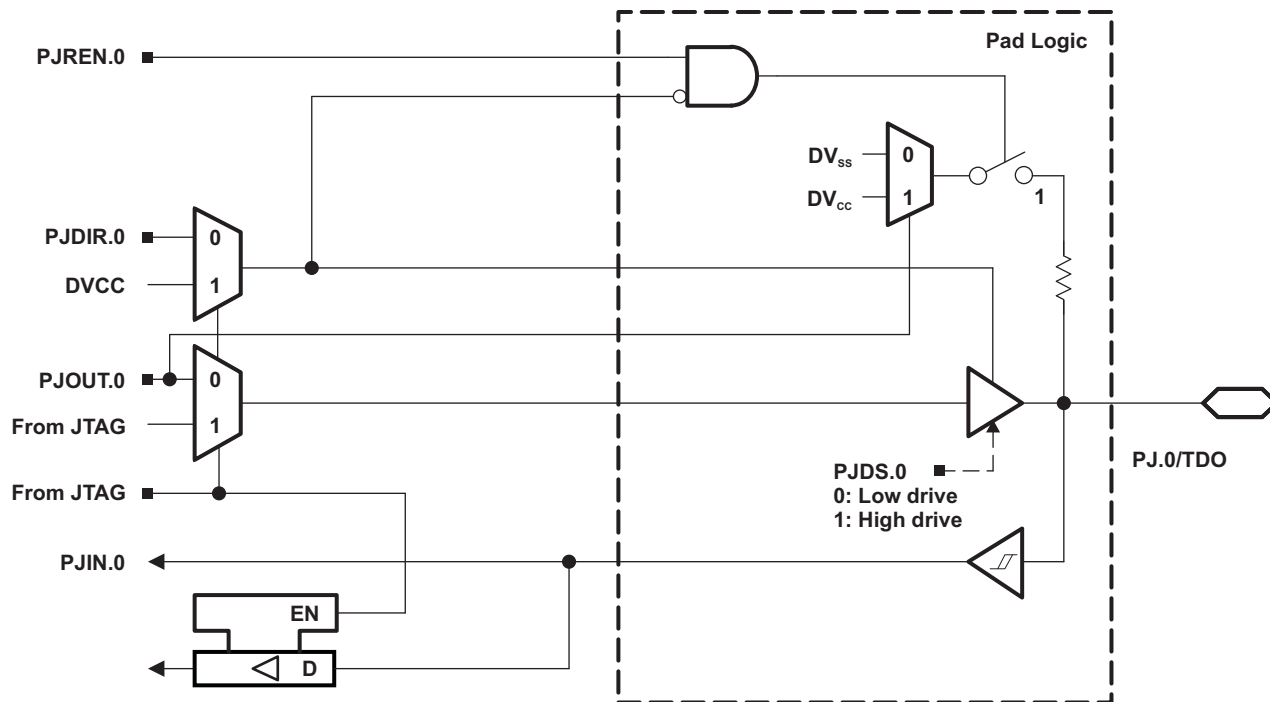 Pad Logic
PJREN.0
DVSS
0
DVCC
1
1
PJDIR.0
0
DVCC
1
PJOUT.0
0
From JTAG
1
PJDS.0
0: Low drive
1: High drive
PJ.0/TDO
From JTAG
PJIN.0
EN
D